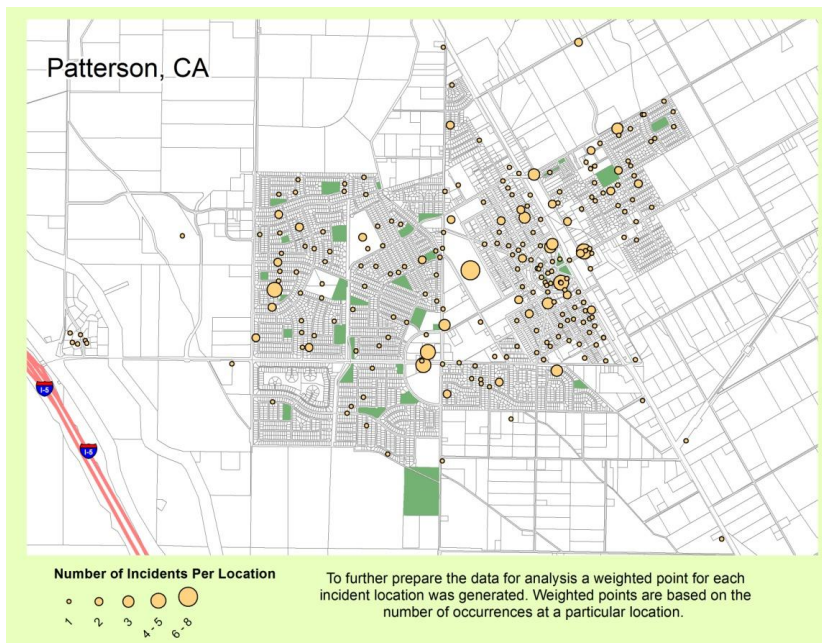 Patterson, CA
I-5
I-5
Number of Incidents Per Location
1
2
3
4 - 5
6 - 8
To further prepare the data for analysis a weighted point for each
incident location was generated. Weighted points are based on the
number of occurrences at a particular location.